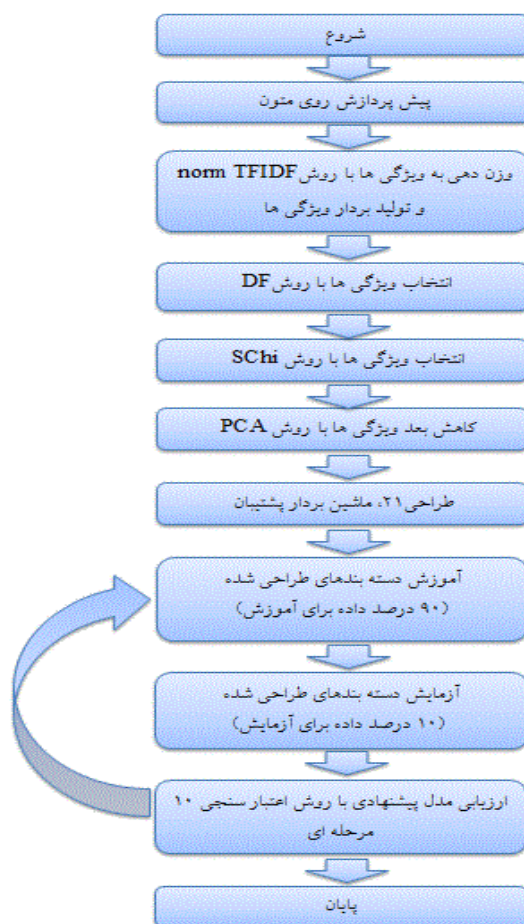 شروع
پیش پردازش روی متون
وزن دهی به ویژگی ها با روش norm TFIDF
و تولید بردار ویژگی ها
انتخاب ویژگی ها با روش DF
انتخاب ویژگی ها با روش SChi
کاهش بعد ویژگی ها با روش PCA
طراحی ۲۱، ماشین بردار پشتیبان
آموزش دسته بندهای طراحی شده
(۹۰ درصد داده برای آموزش)
آزمایش دسته بندهای طراحی شده
(۱۰ درصد داده برای آزمایش)
ارزیابی مدل پیشنهادی با روش اعتبار سنجی ۱۰
مرحله ای
پایان